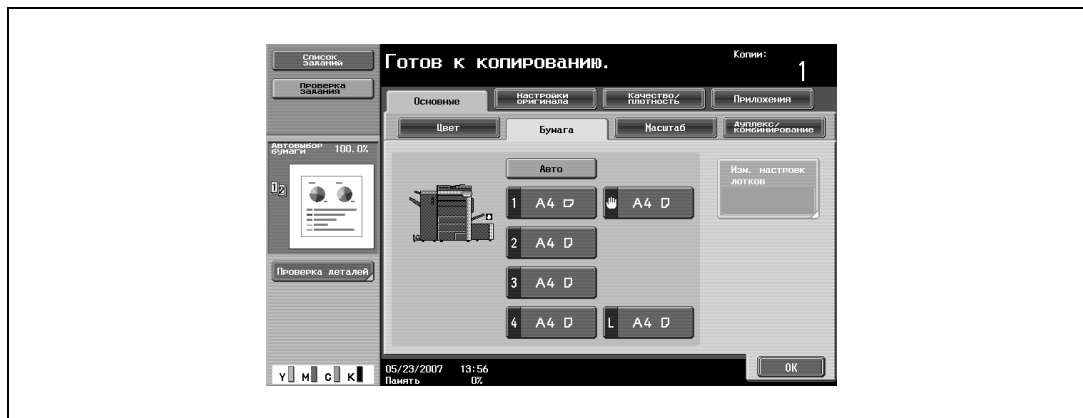 Список
заданий
Готов к копированию.
Копии:
1
Проверка
задания
Основные
Настройки
оригинала
Качество/
плотность
Приложения
Цвет
Бумага
Масштаб
Дуплекс/
комбинирование
Автовыбор
бумаги
100.0%
12
Авто
Изм. настроек
лотков
1 A4
A4
2 A4
3 A4
4 A4
L A4
Проверка деталей
OK
Y M C K
05/23/2007 13:56
Память 0%